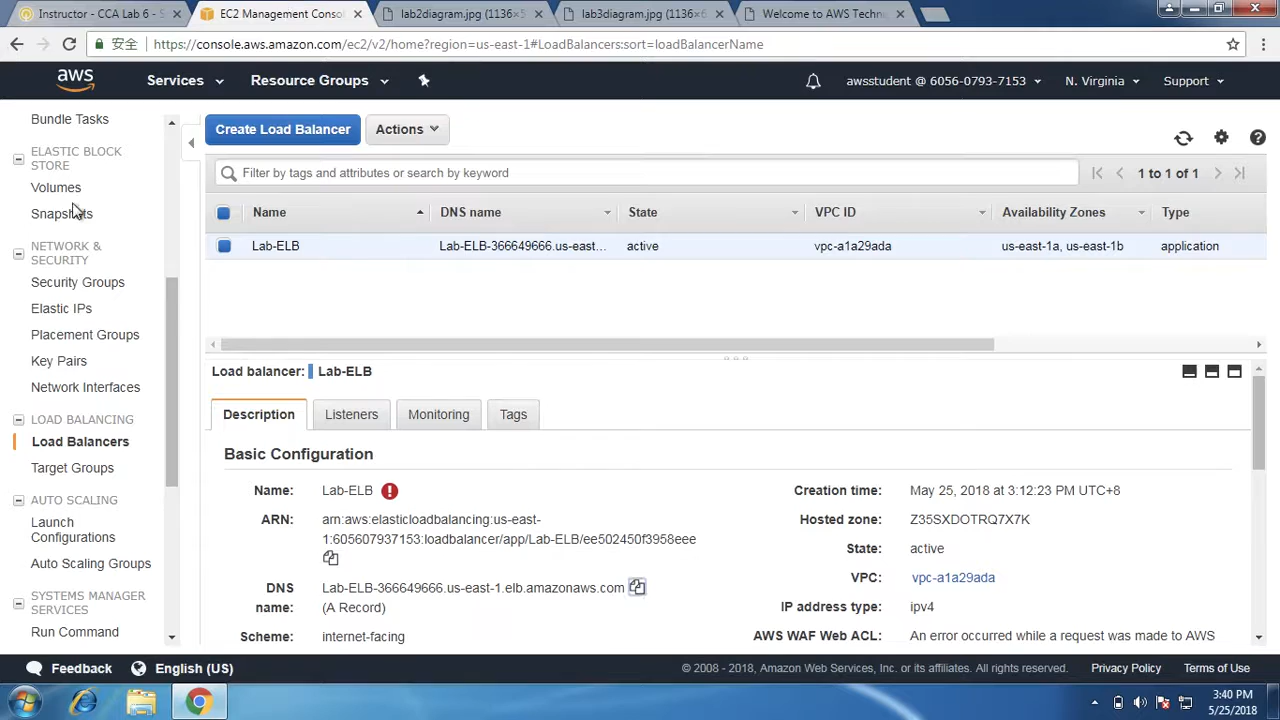 Instructor - CCA Lab 6 - S
EC2 Management Conso
lab2diagram.jpg (1136×5
lab3diagram.jpg (1136×6
Welcome to AWS Techni
安全
https://console.aws.amazon.com/ec2/v2/home?region=us-east-1#LoadBalancers:sort=loadBalancerName
aws
Services
Resource Groups
awsstudent @ 6056-0793-7153
N. Virginia
Support
Bundle Tasks
ELASTIC BLOCK
STORE
Volumes
Snapshots
NETWORK &
SECURITY
Security Groups
Elastic IPs
Placement Groups
Key Pairs
Network Interfaces
LOAD BALANCING
Load Balancers
Target Groups
AUTO SCALING
Launch
Configurations
Auto Scaling Groups
SYSTEMS MANAGER
SERVICES
Run Command
Create Load Balancer
Actions
Filter by tags and attributes or search by keyword
1 to 1 of 1
Name
DNS name
State
VPC ID
Availability Zones
Type
Lab-ELB
Lab-ELB-366649666.us-east...
active
vpc-a1a29ada
us-east-1a, us-east-1b
application
Load balancer:
Lab-ELB
Description
Listeners
Monitoring
Tags
Basic Configuration
Name:
Lab-ELB
ARN:
arn:aws:elasticloadbalancing:us-east-
1:605607937153:loadbalancer/app/Lab-ELB/ee502450f3958eee
DNS
name:
Lab-ELB-366649666.us-east-1.elb.amazonaws.com
(A Record)
Scheme:
internet-facing
Creation time:
May 25, 2018 at 3:12:23 PM UTC+8
Hosted zone:
Z35SXDOTRQ7X7K
State:
active
VPC:
vpc-a1a29ada
IP address type:
ipv4
AWS WAF Web ACL:
An error occurred while a request was made to AWS
Feedback
English (US)
© 2008 - 2018, Amazon Web Services, Inc. or its affiliates. All rights reserved.
Privacy Policy
Terms of Use
3:40 PM
5/25/2018